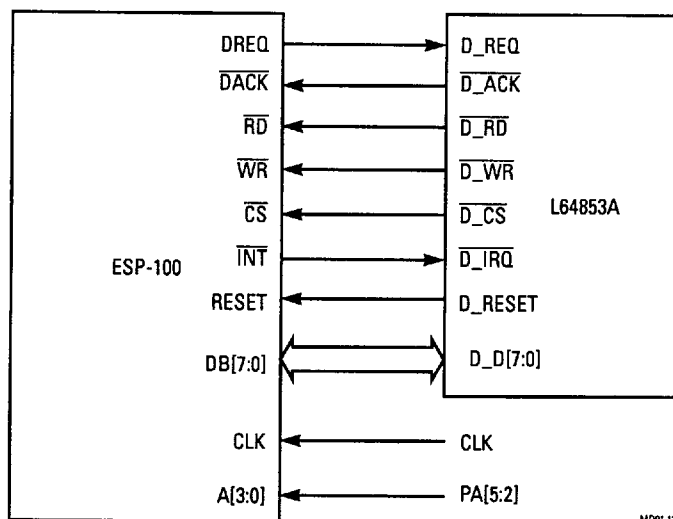 DREQ D_REQ
DACK D_ACK
RD D_RD
WR D_WR
CS D_CS
L64853A
INT D_IRQ
ESP-100
RESET D_RESET
DB[7:0] D_D[7:0]
CLK CLK
A[3:0] PA[5:2]